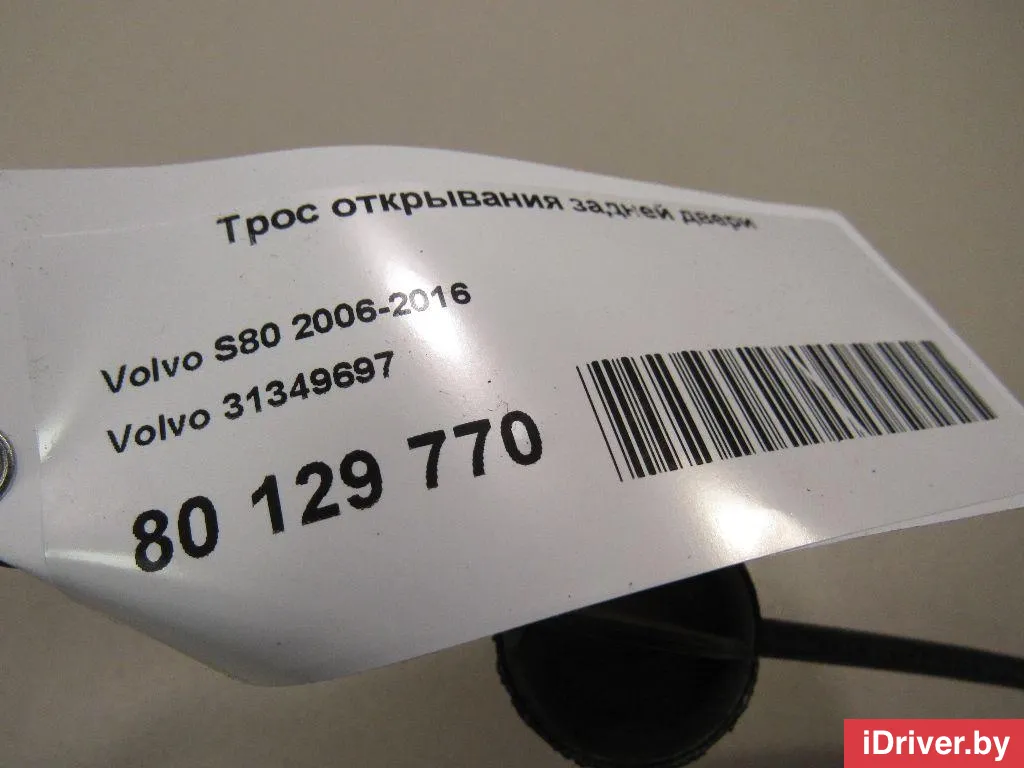 Трос открывания задней двери
Volvo S80 2006-2016
Volvo 31349697
80 129 770
iDriver.by